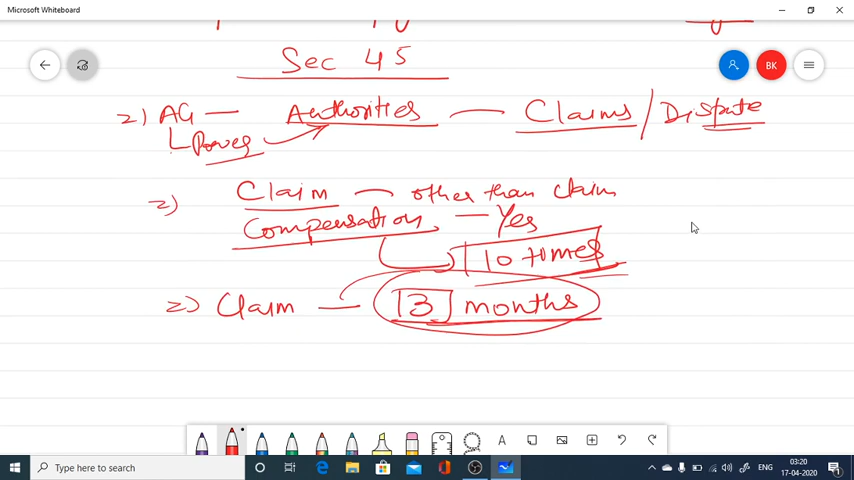 Microsoft Whiteboard
Sec 45
2) AG — Authorities — Claims / Dispute
Power
2) Claim — other than claim
Compensation — Yes
10 times
2) Claim — 3 months
BK
A
Type here to search
ENG
03:20
17-04-2020